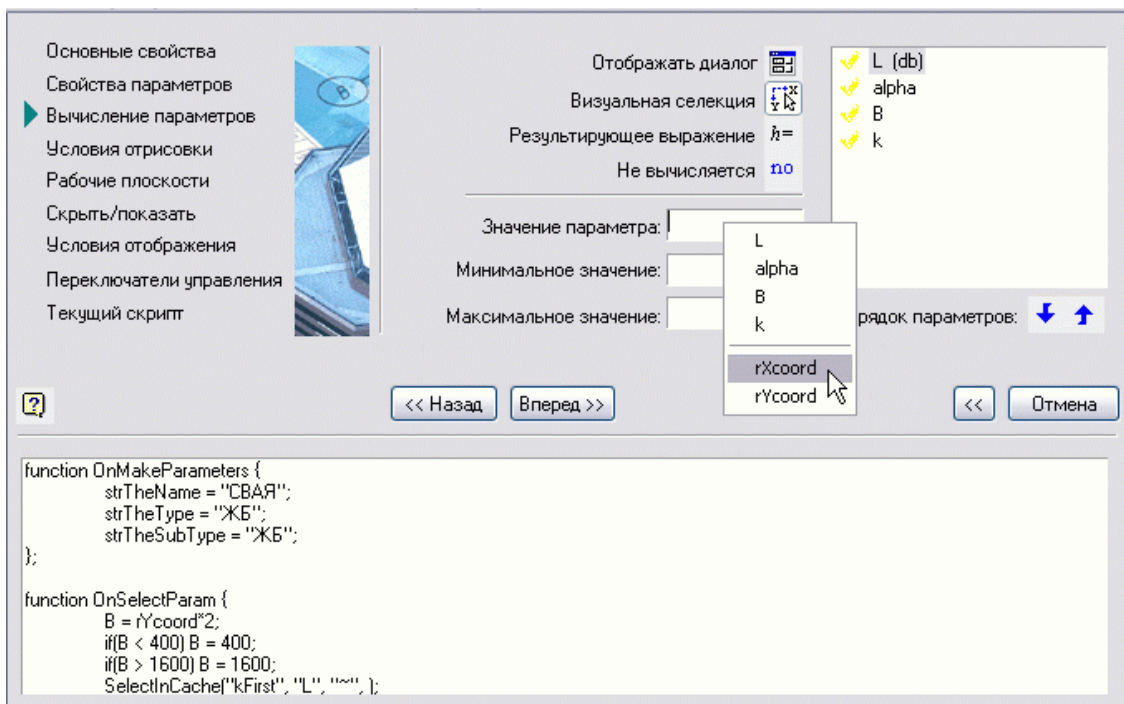 Основные свойства
Свойства параметров
Вычисление параметров
Условия отрисовки
Рабочие плоскости
Скрыть/показать
Условия отображения
Переключатели управления
Текущий скрипт
B
Отображать диалог
Визуальная селекция
Результирующее выражение h=
Не вычисляется no
Значение параметра:
Минимальное значение:
Максимальное значение:
L (db)
alpha
B
k
L
alpha
B
k
rXcoord
rYcoord
рядок параметров:
<< Назад
Вперед >>
<<
Отмена
function OnMakeParameters {
strTheName = "СВАЯ";
strTheType = "ЖБ";
strTheSubType = "ЖБ";
};
function OnSelectParam {
B = rYcoord*2;
if(B < 400) B = 400;
if(B > 1600) B = 1600;
SelectInCache("kFirst", "L", "~", );